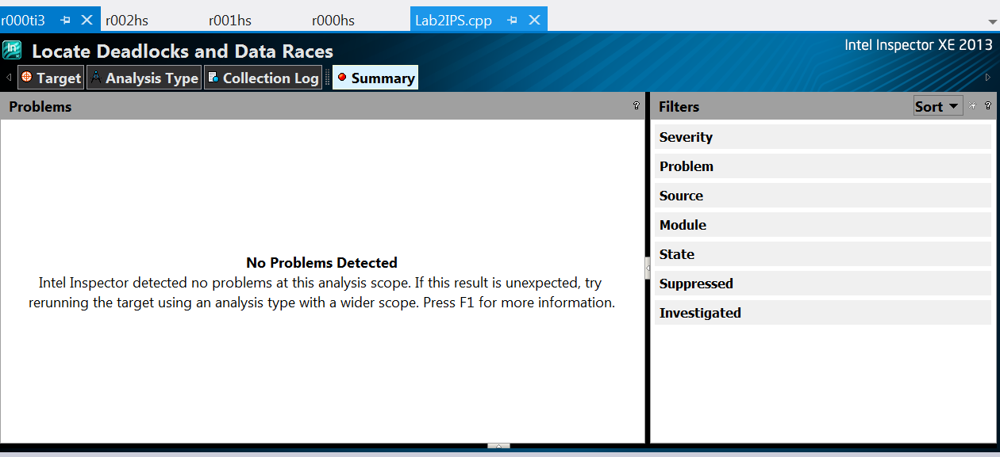 r000ti3
r002hs
r001hs
r000hs
Lab2IPS.cpp
Locate Deadlocks and Data Races
Intel Inspector XE 2013
Target
Analysis Type
Collection Log
Summary
Problems
?
Filters
Sort
?
Severity
Problem
Source
Module
State
Suppressed
Investigated
No Problems Detected
Intel Inspector detected no problems at this analysis scope. If this result is unexpected, try
rerunning the target using an analysis type with a wider scope. Press F1 for more information.